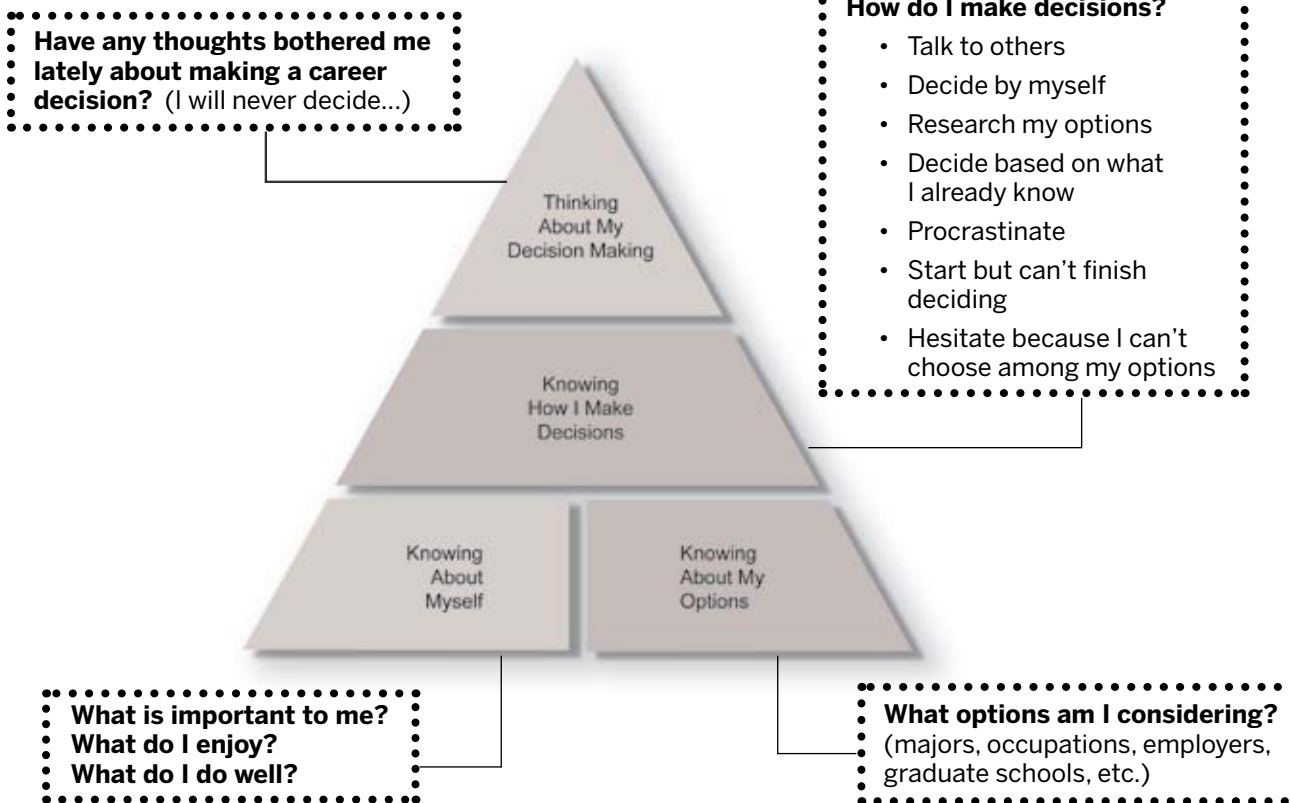 Have any thoughts bothered me
lately about making a career
decision? (I will never decide...)
How do I make decisions?
• Talk to others
• Decide by myself
• Research my options
• Decide based on what
I already know
• Procrastinate
• Start but can't finish
deciding
• Hesitate because I can't
choose among my options
Thinking
About My
Decision Making
Knowing
How I Make
Decisions
Knowing
About
Myself
Knowing
About My
Options
What is important to me?
What do I enjoy?
What do I do well?
What options am I considering?
(majors, occupations, employers,
graduate schools, etc.)